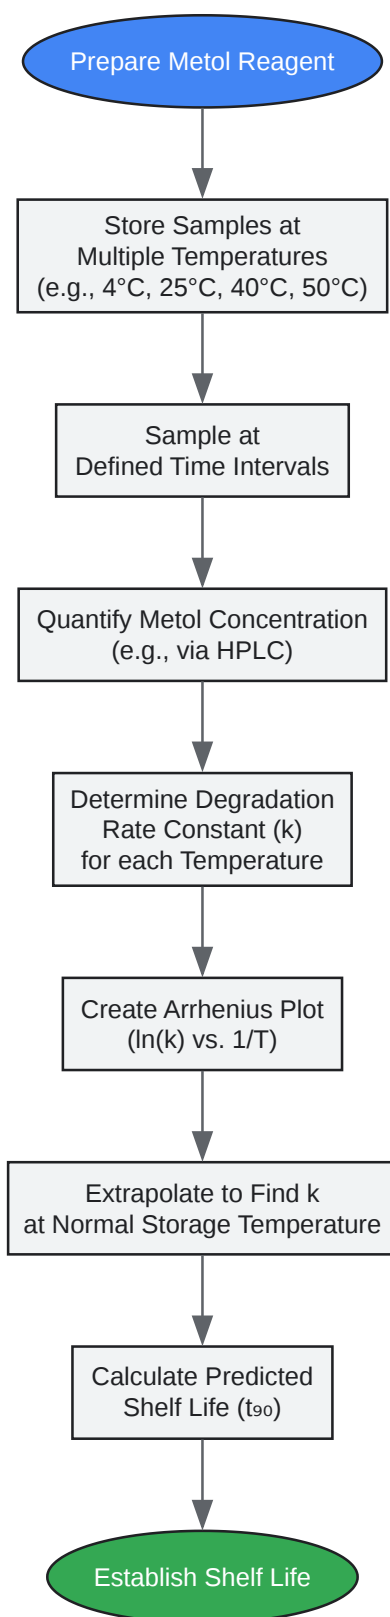 Prepare Metol Reagent
Store Samples at
Multiple Temperatures
(e.g., 4°C, 25°C, 40°C, 50°C)
Sample at
Defined Time Intervals
Quantify Metol Concentration
(e.g., via HPLC)
Determine Degradation
Rate Constant (k)
for each Temperature
Create Arrhenius Plot
(ln(k) vs. 1/T)
Extrapolate to Find k
at Normal Storage Temperature
Calculate Predicted
Shelf Life (t₉₀)
Establish Shelf Life